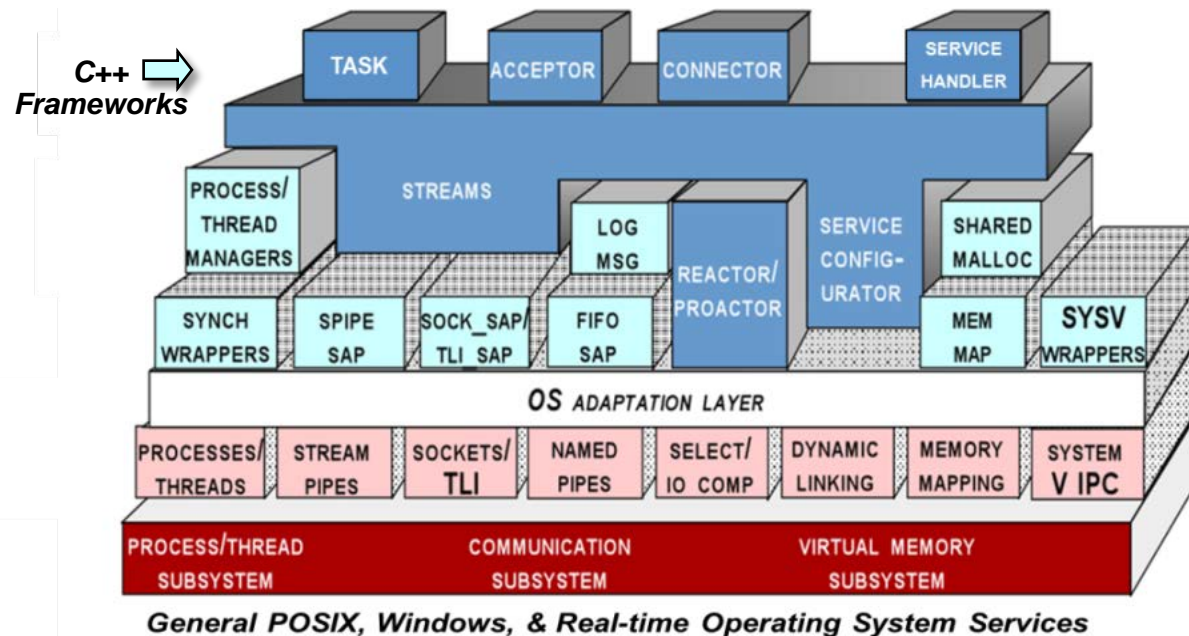 C++
Frameworks
TASK
ACCEPTOR
CONNECTOR
SERVICE
HANDLER
PROCESS/
THREAD
MANAGERS
STREAMS
LOG
MSG
REACTOR/
PROACTOR
SERVICE
CONFIG-
URATOR
SHARED
MALLOC
SYNCH
WRAPPERS
SPIPE
SAP
SOCK_SAP/
TLI_SAP
FIFO
SAP
MEM
MAP
SYSV
WRAPPERS
OS ADAPTATION LAYER
PROCESSES/
THREADS
STREAM
PIPES
SOCKETS/
TLI
NAMED
PIPES
SELECT/
IO COMP
DYNAMIC
LINKING
MEMORY
MAPPING
SYSTEM
V IPC
PROCESS/THREAD
SUBSYSTEM
COMMUNICATION
SUBSYSTEM
VIRTUAL MEMORY
SUBSYSTEM
General POSIX, Windows, & Real-time Operating System Services